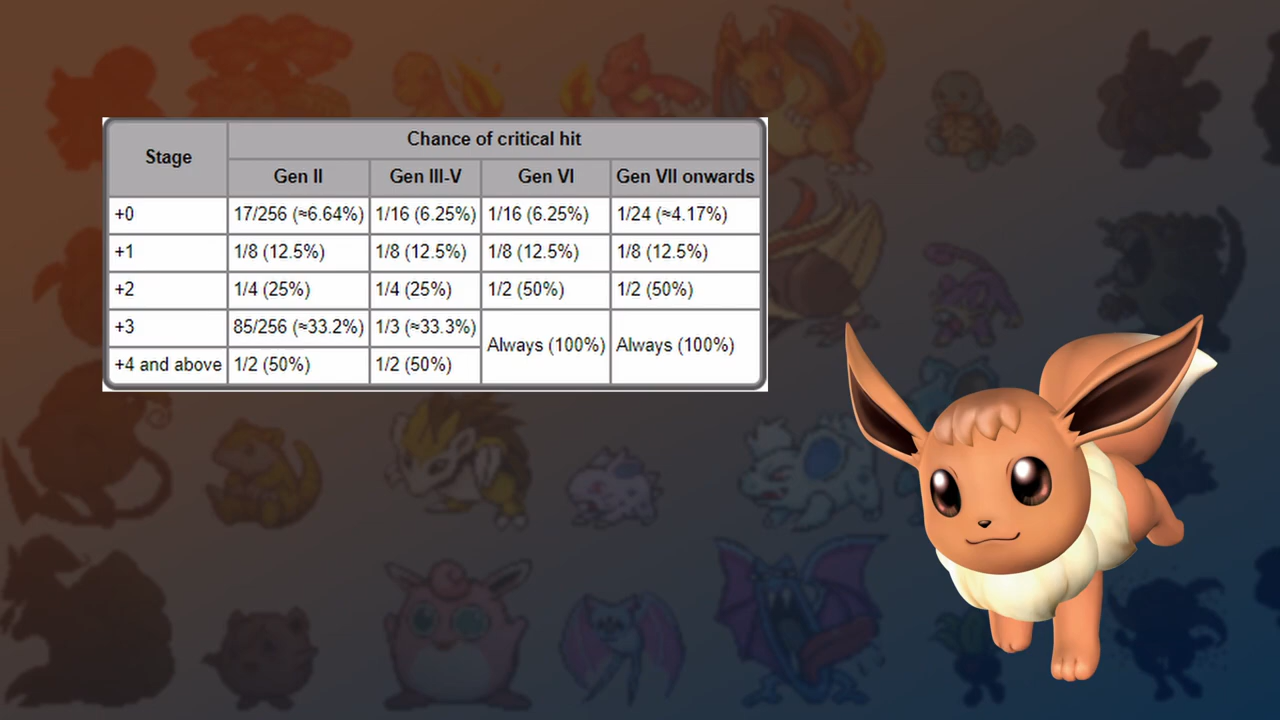 Stage Chance of critical hit
Gen II Gen III-V Gen VI Gen VII onwards
+0 17/256 (≈6.64%) 1/16 (6.25%) 1/16 (6.25%) 1/24 (≈4.17%)
+1 1/8 (12.5%) 1/8 (12.5%) 1/8 (12.5%) 1/8 (12.5%)
+2 1/4 (25%) 1/4 (25%) 1/2 (50%) 1/2 (50%)
+3 85/256 (≈33.2%) 1/3 (≈33.3%) Always (100%) Always (100%)
+4 and above 1/2 (50%) 1/2 (50%)